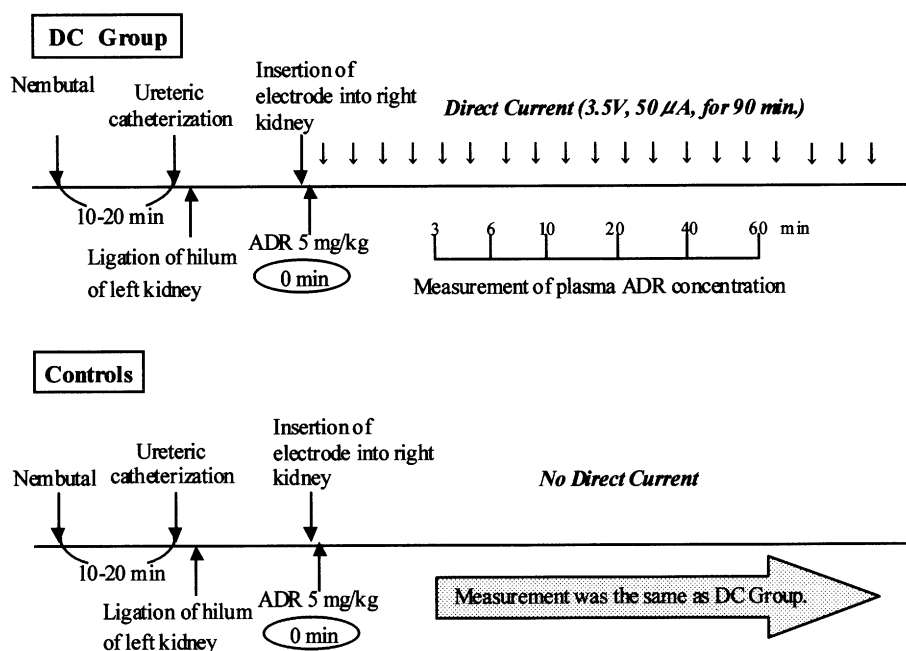 DC Group
Nembutal
Ureteric
catheterization
Insertion of
electrode into right
kidney
Direct Current (3.5V, 50 μA, for 90 min.)
10-20 min
Ligation of hilum
of left kidney
ADR 5 mg/kg
0 min
3 6 10 20 40 60 min
Measurement of plasma ADR concentration
Controls
Nembutal
Ureteric
catheterization
Insertion of
electrode into right
kidney
No Direct Current
10-20 min
Ligation of hilum
of left kidney
ADR 5 mg/kg
0 min
Measurement was the same as DC Group.